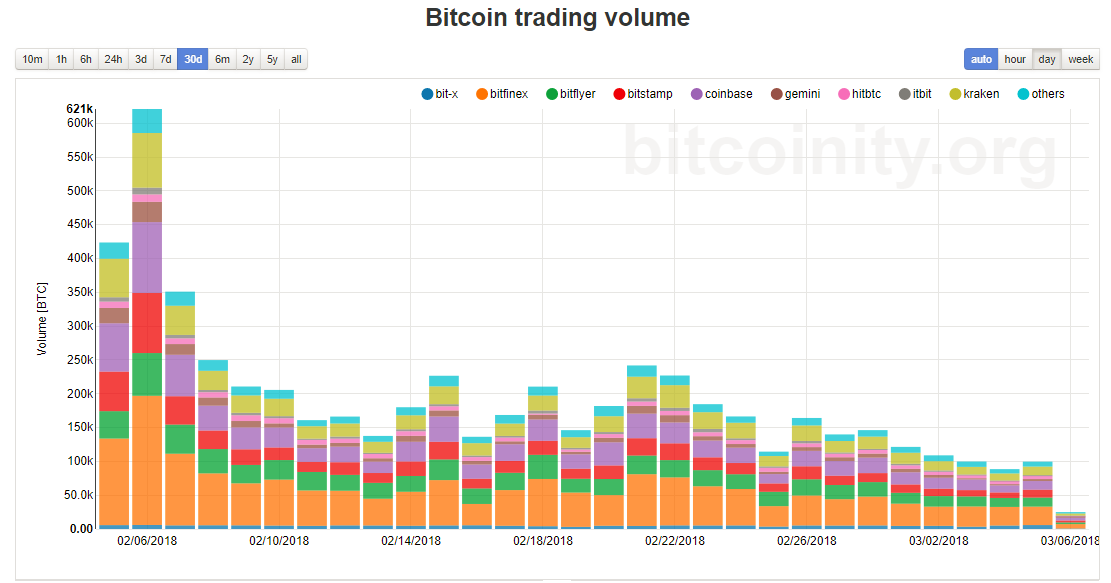 Bitcoin trading volume
10m 1h 6h 24h 3d 7d 30d 6m 2y 5y all
auto hour day week
bit-x bitfinex bitflyer bitstamp coinbase gemini hitbtc itbit kraken others
bitcoinity.org
621k
600k
550k
500k
450k
400k
350k
300k
250k
200k
150k
100k
50.0k
0.00
Volume [BTC]
02/06/2018 02/10/2018 02/14/2018 02/18/2018 02/22/2018 02/26/2018 03/02/2018 03/06/2018